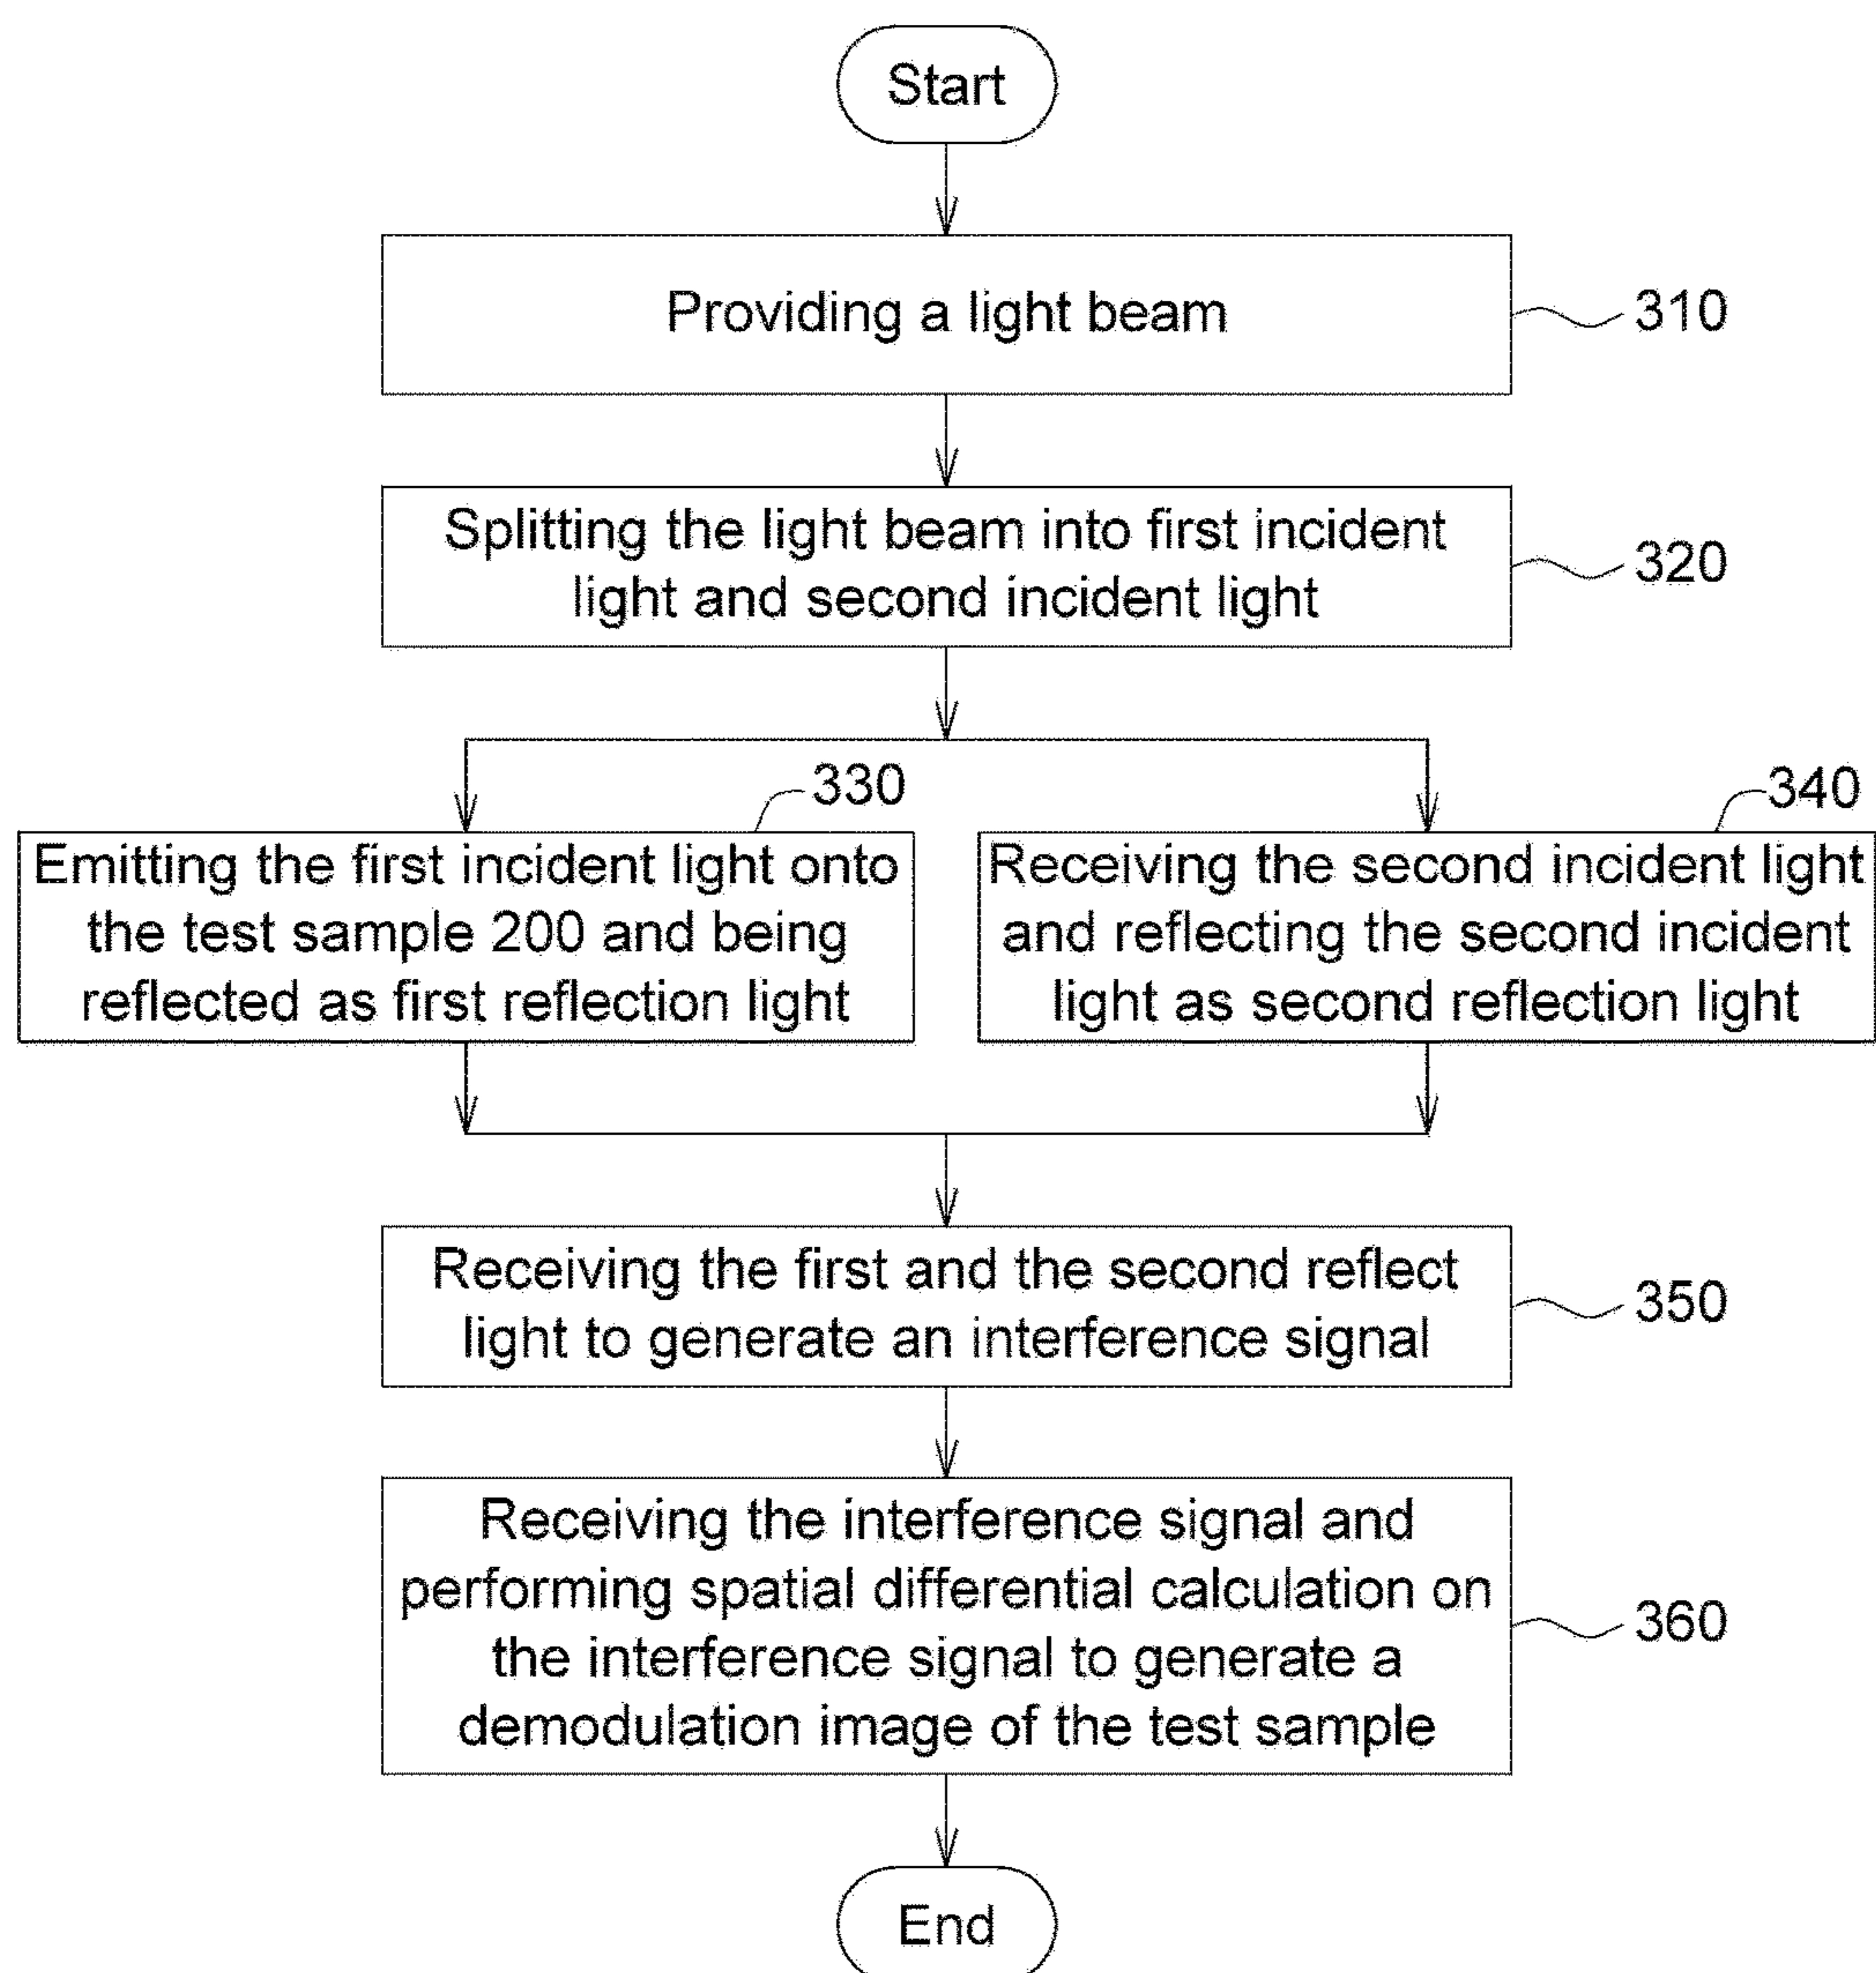 Start
Providing a light beam
310
Splitting the light beam into first incident
light and second incident light
320
330
Emitting the first incident light onto
the test sample 200 and being
reflected as first reflection light
340
Receiving the second incident light
and reflecting the second incident
light as second reflection light
Receiving the first and the second reflect
light to generate an interference signal
350
Receiving the interference signal and
performing spatial differential calculation on
the interference signal to generate a
demodulation image of the test sample
360
End